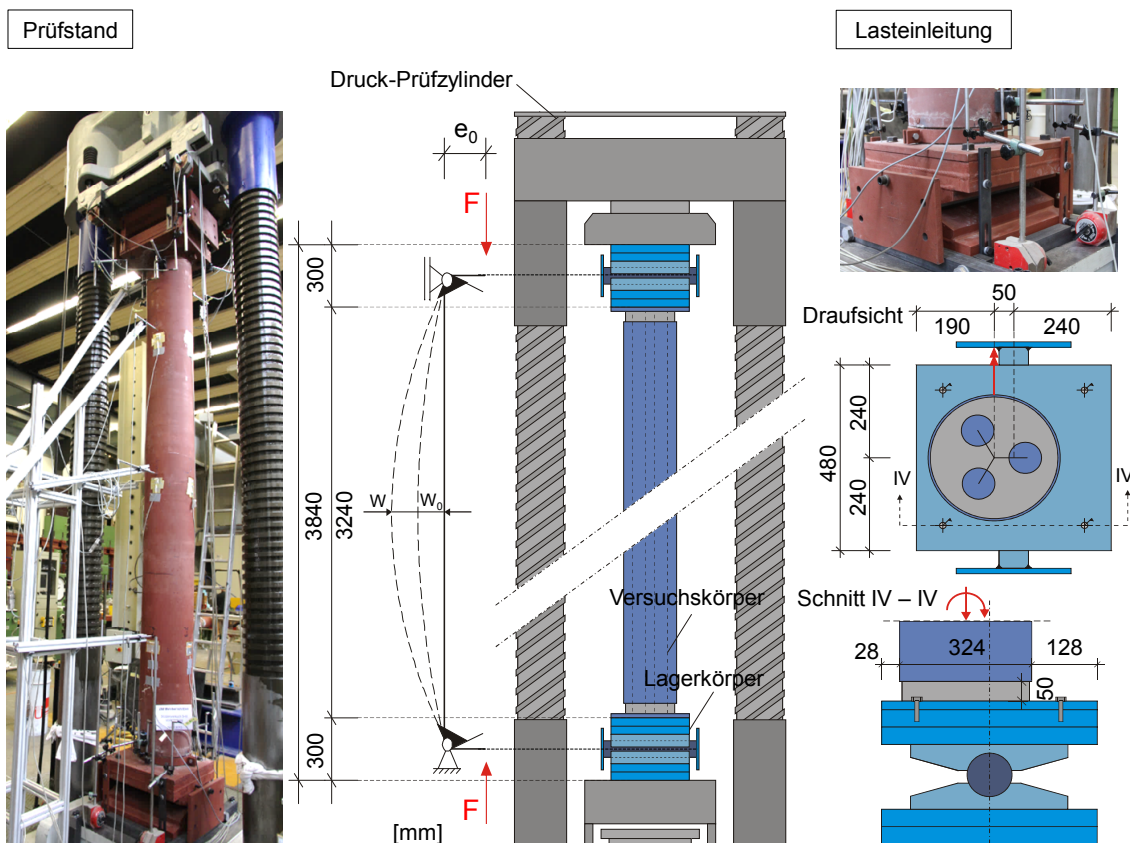 Prüfstand
Lasteinleitung
Druck-Prüfzylinder
e₀
F
300
3840
3240
300
w
w₀
Versuchskörper
Lagerkörper
F
[mm]
50
Draufsicht
190
240
480
240
240
IV
IV
Schnitt IV – IV
28
324
128
50